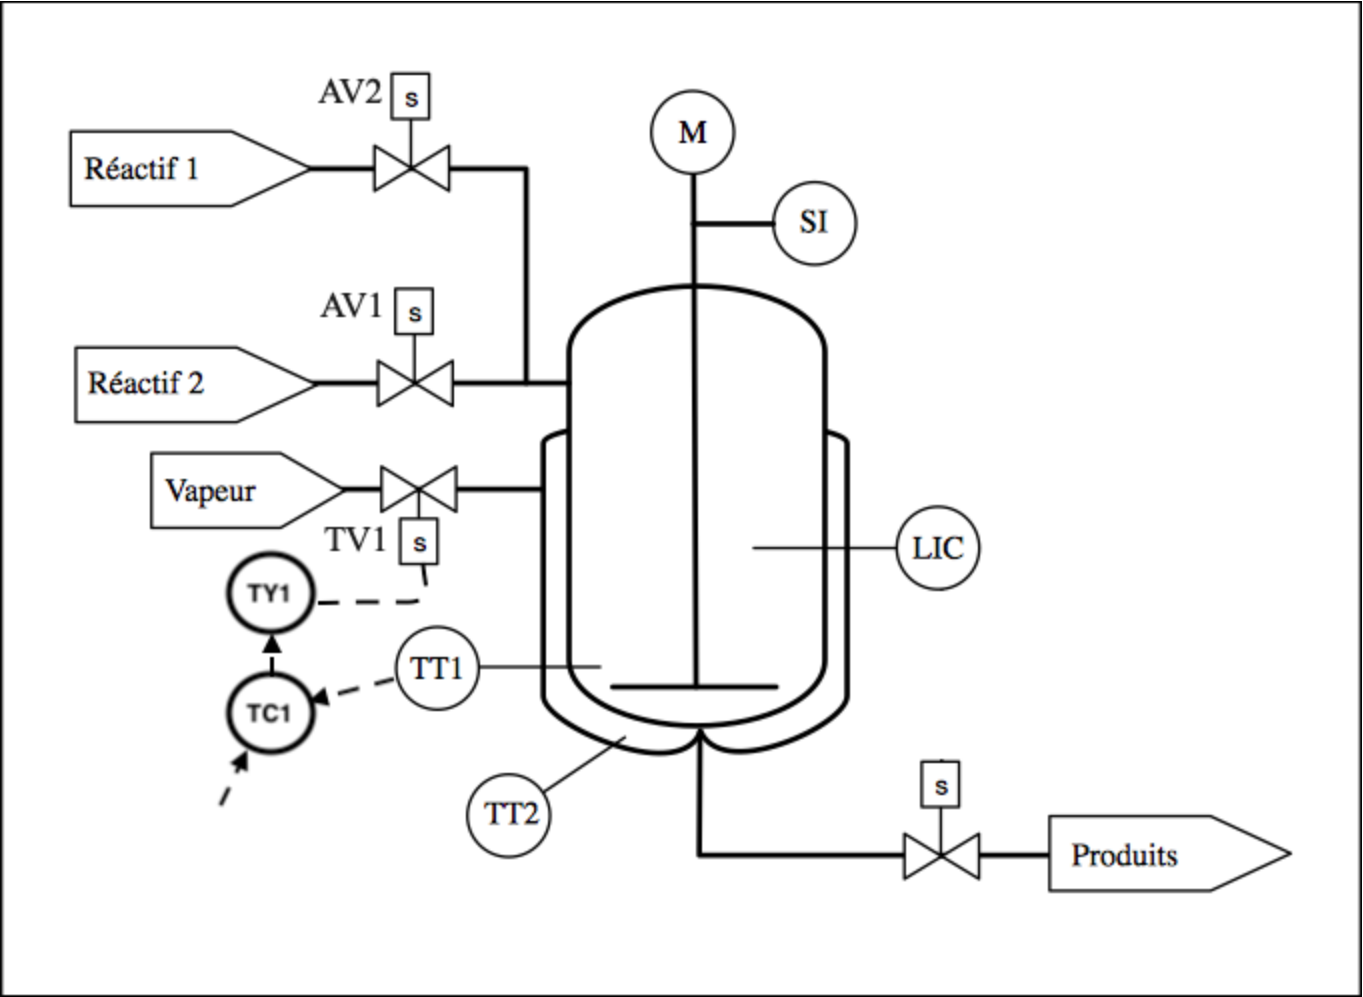 AV2
s
M
Réactif 1
SI
AV1
s
Réactif 2
Vapeur
TV1
s
LIC
TY1
TT1
TC1
s
TT2
Produits